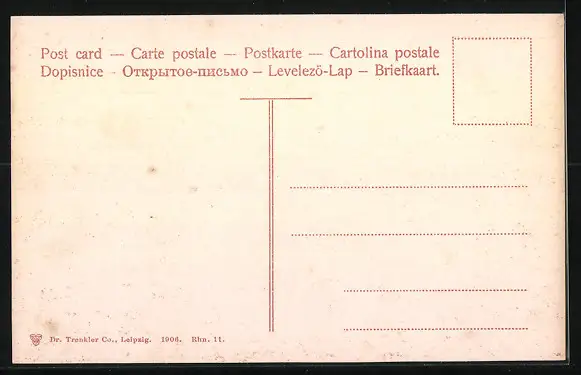 Post card — Carte postale — Postkarte — Cartolina postale
Dopisnice - Открытое-письмо — Levelező-Lap — Briefkaart.
Dr. Trenkler Co., Leipzig. 1906. Rhn. 11.